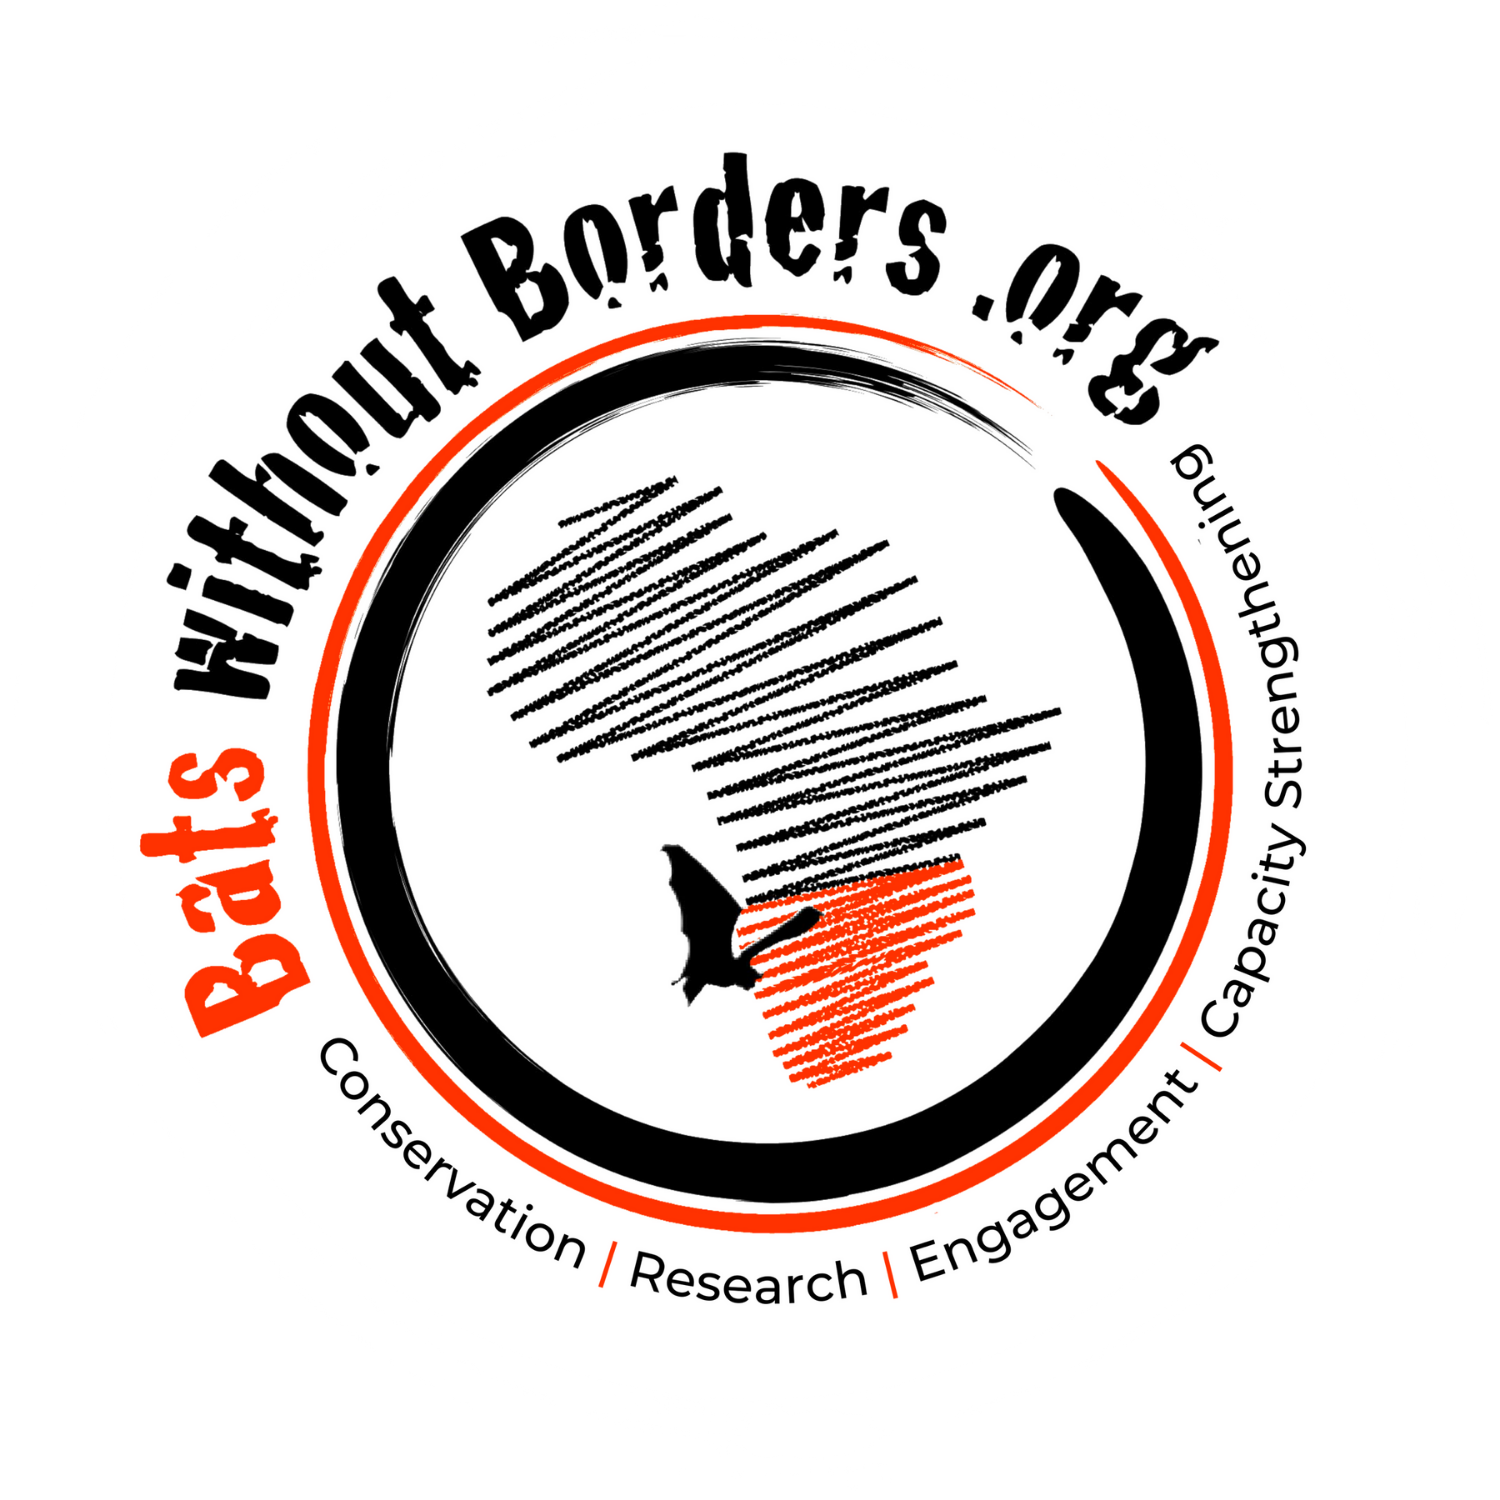 Bats without Borders .org
Conservation | Research | Engagement | Capacity Strengthening